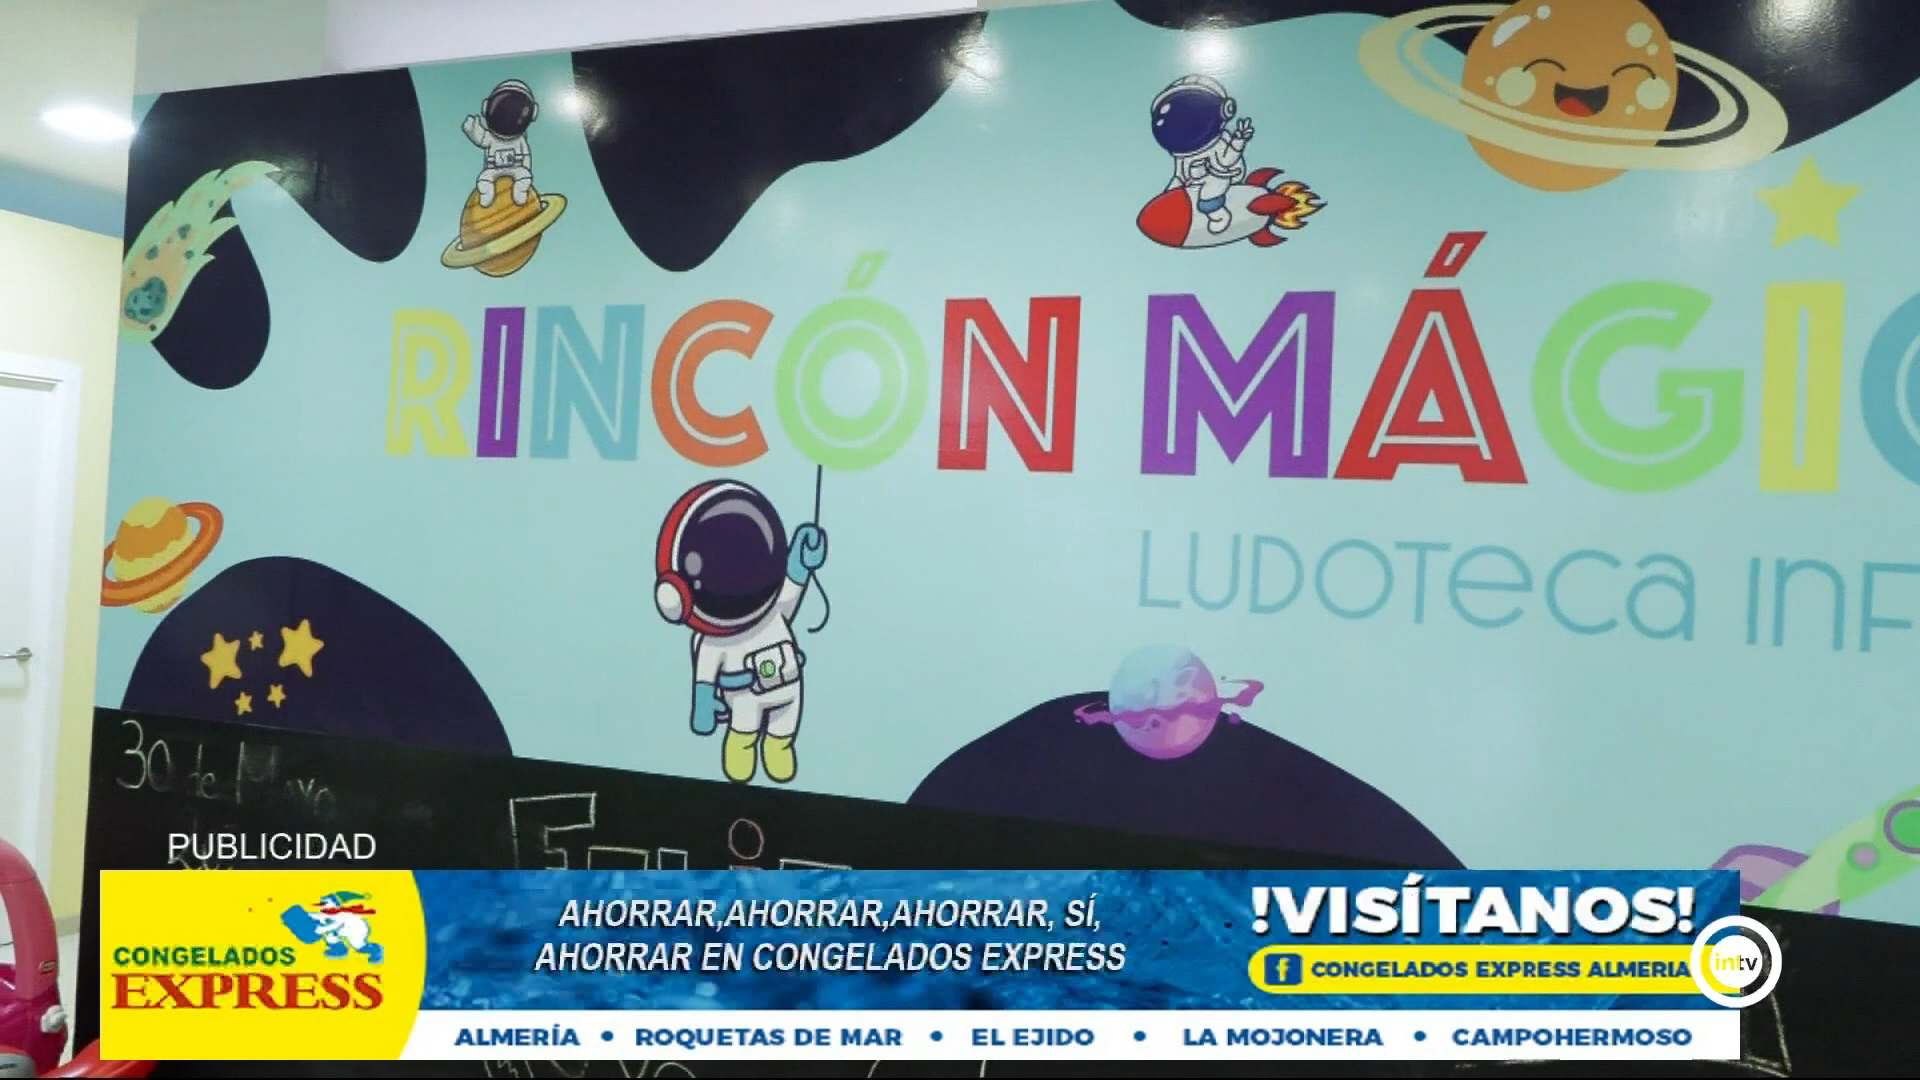 RINCÓN MÁGIC
LUDOTECA INF
30 de Mayo
PUBLICIDAD
CONGELADOS
EXPRESS
AHORRAR,AHORRAR,AHORRAR, SÍ,
AHORRAR EN CONGELADOS EXPRESS
!VISÍTANOS!
f CONGELADOS EXPRESS ALMERIA
intv
ALMERÍA • ROQUETAS DE MAR • EL EJIDO • LA MOJONERA • CAMPOHERMOSO